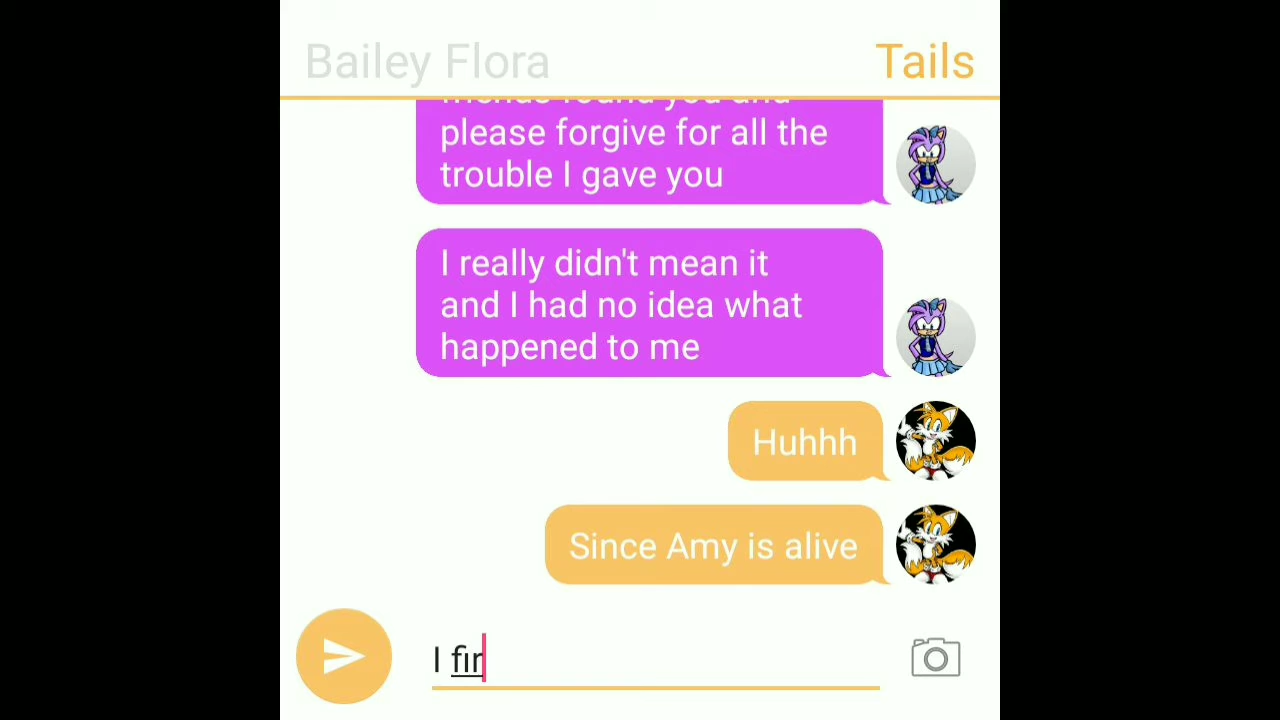 Bailey Flora
Tails
please forgive for all the
trouble I gave you
I really didn't mean it
and I had no idea what
happened to me
Huhhh
Since Amy is alive
I fir